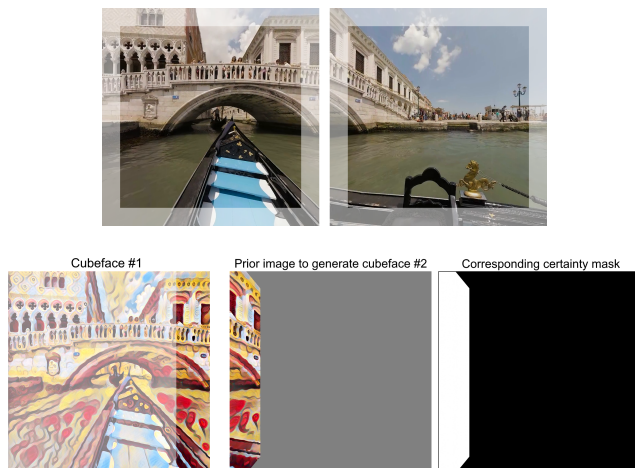 Cubeface #1
Prior image to generate cubeface #2
Corresponding certainty mask